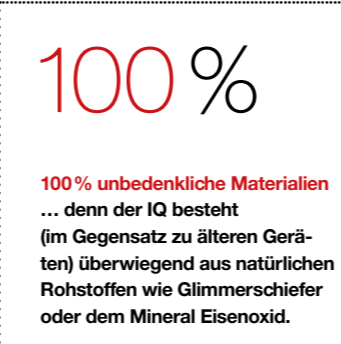 100 %
100 % unbedenkliche Materialien
… denn der IQ besteht
(im Gegensatz zu älteren Gerä-
ten) überwiegend aus natürlichen
Rohstoffen wie Glimmerschiefer
oder dem Mineral Eisenoxid.